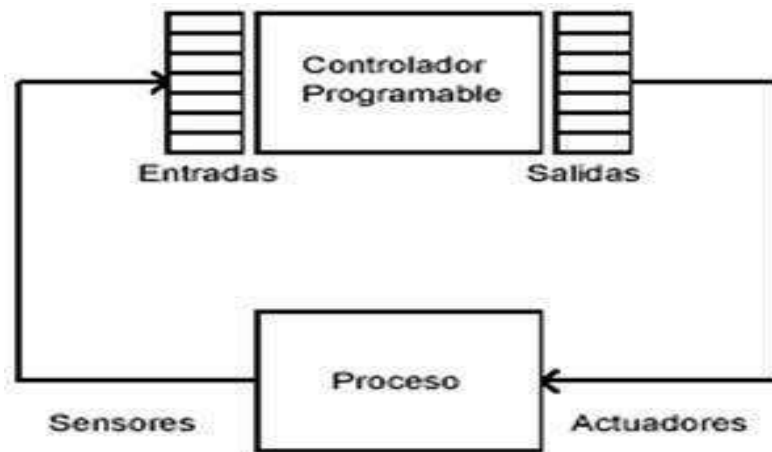 Controlador
Programable
Entradas
Salidas
Proceso
Sensores
Actuadores